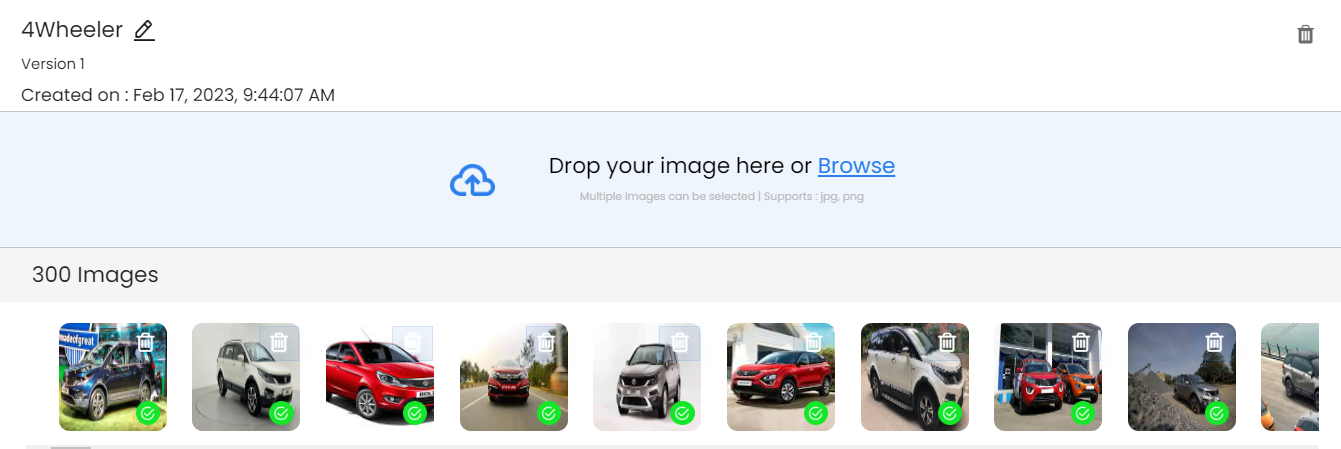 4Wheeler
Version 1
Created on : Feb 17, 2023, 9:44:07 AM
Drop your image here or Browse
Multiple Images can be selected | Supports : jpg, png
300 Images
madeofgreat